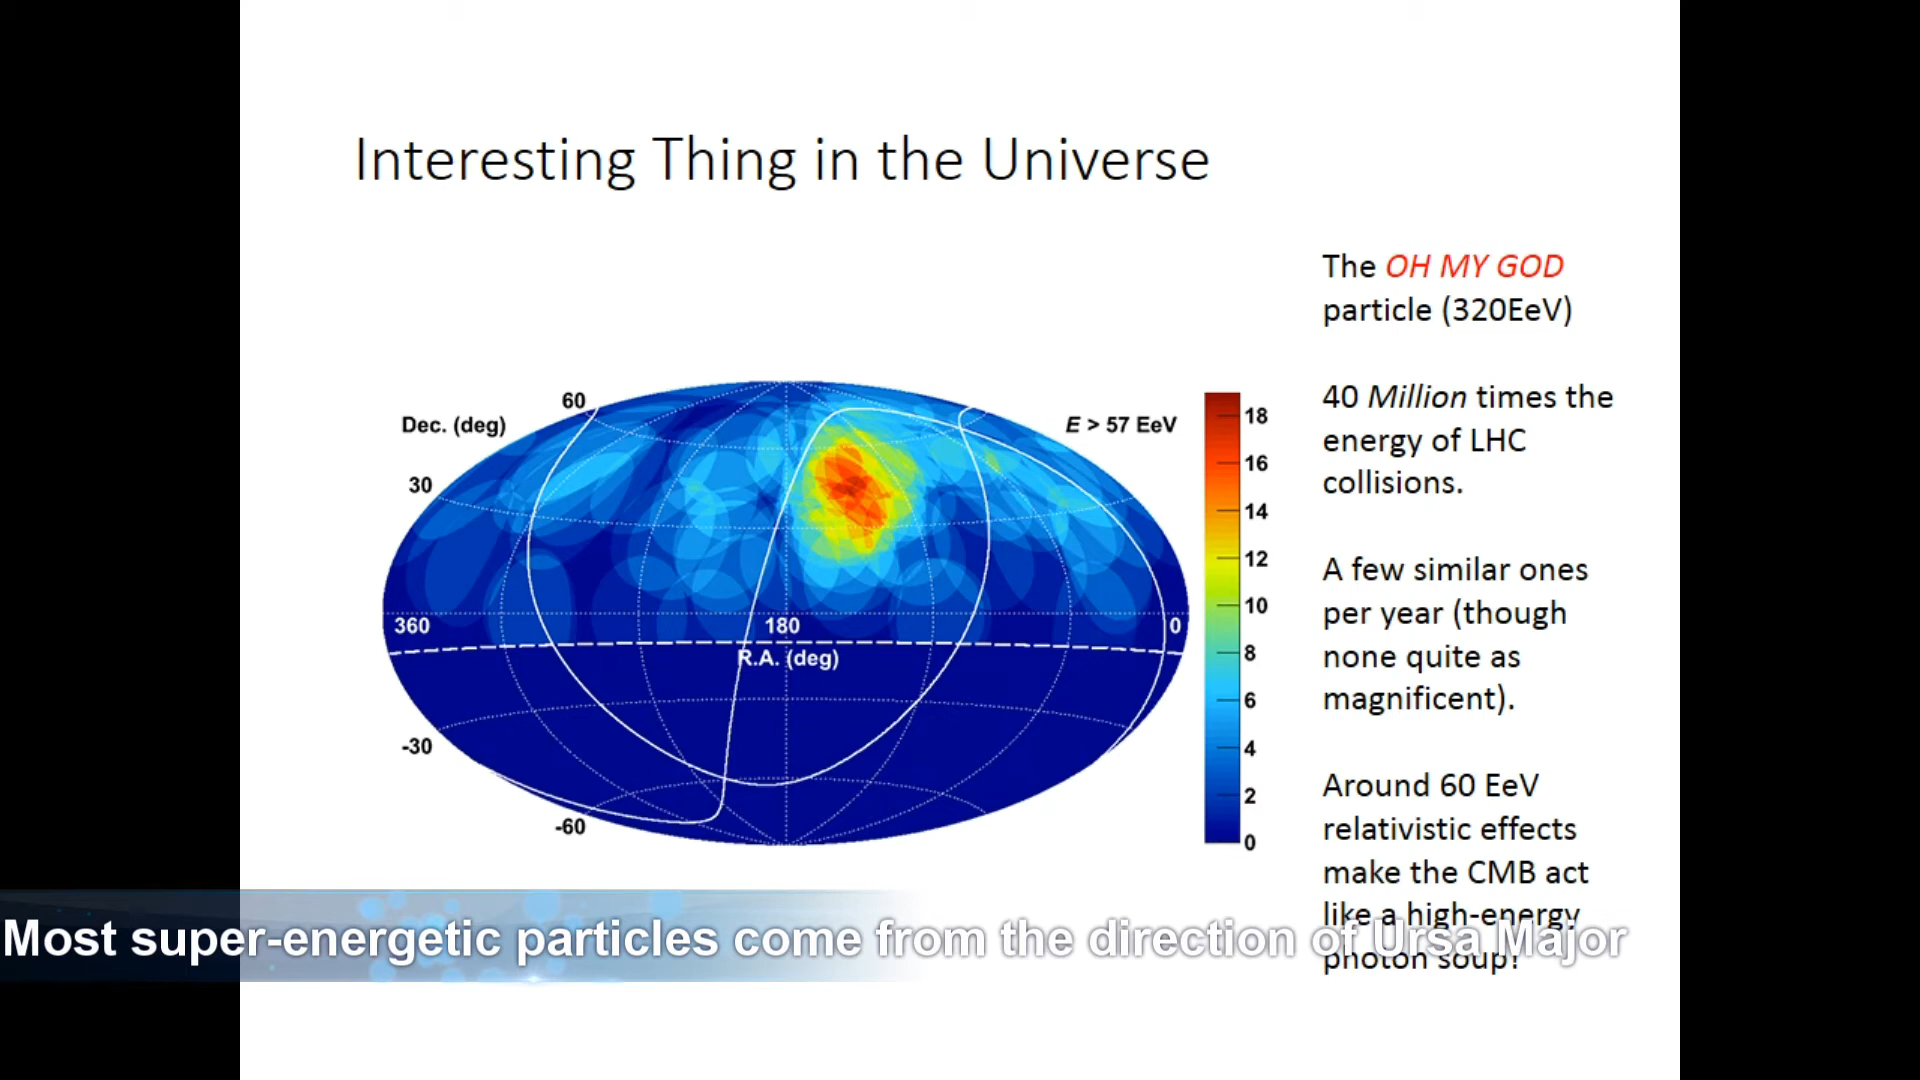 Interesting Thing in the Universe
The OH MY GOD
particle (320EeV)
40 Million times the
energy of LHC
collisions.
A few similar ones
per year (though
none quite as
magnificent).
Around 60 EeV
relativistic effects
make the CMB act
like a high-energy
photon soup!
Dec. (deg)
60
30
-30
-60
360
180
0
R.A. (deg)
E > 57 EeV
18
16
14
12
10
8
6
4
2
0
Most super-energetic particles come from the direction of Ursa Major